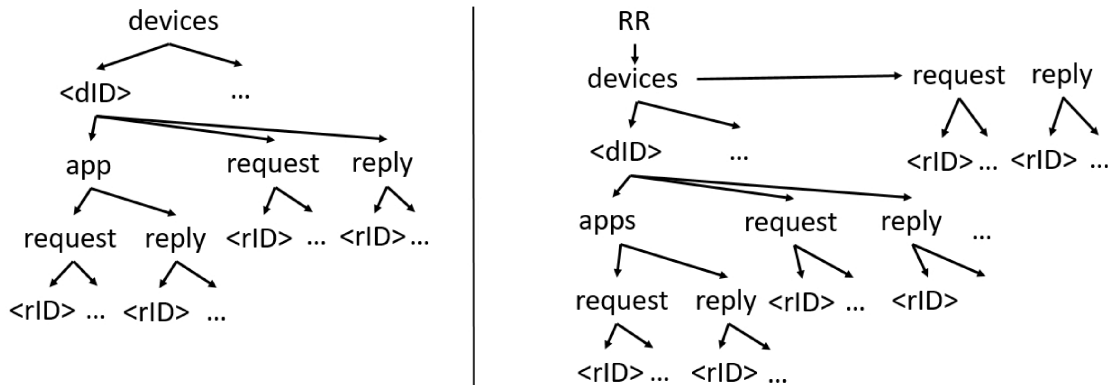 devices
<dID> ...
app request reply
request reply <rID> ... <rID> ...
<rID> ... <rID> ...
RR
devices request reply
<dID> ... <rID> ... <rID> ...
apps request reply ...
request reply <rID> ... <rID>
<rID> ... <rID> ...